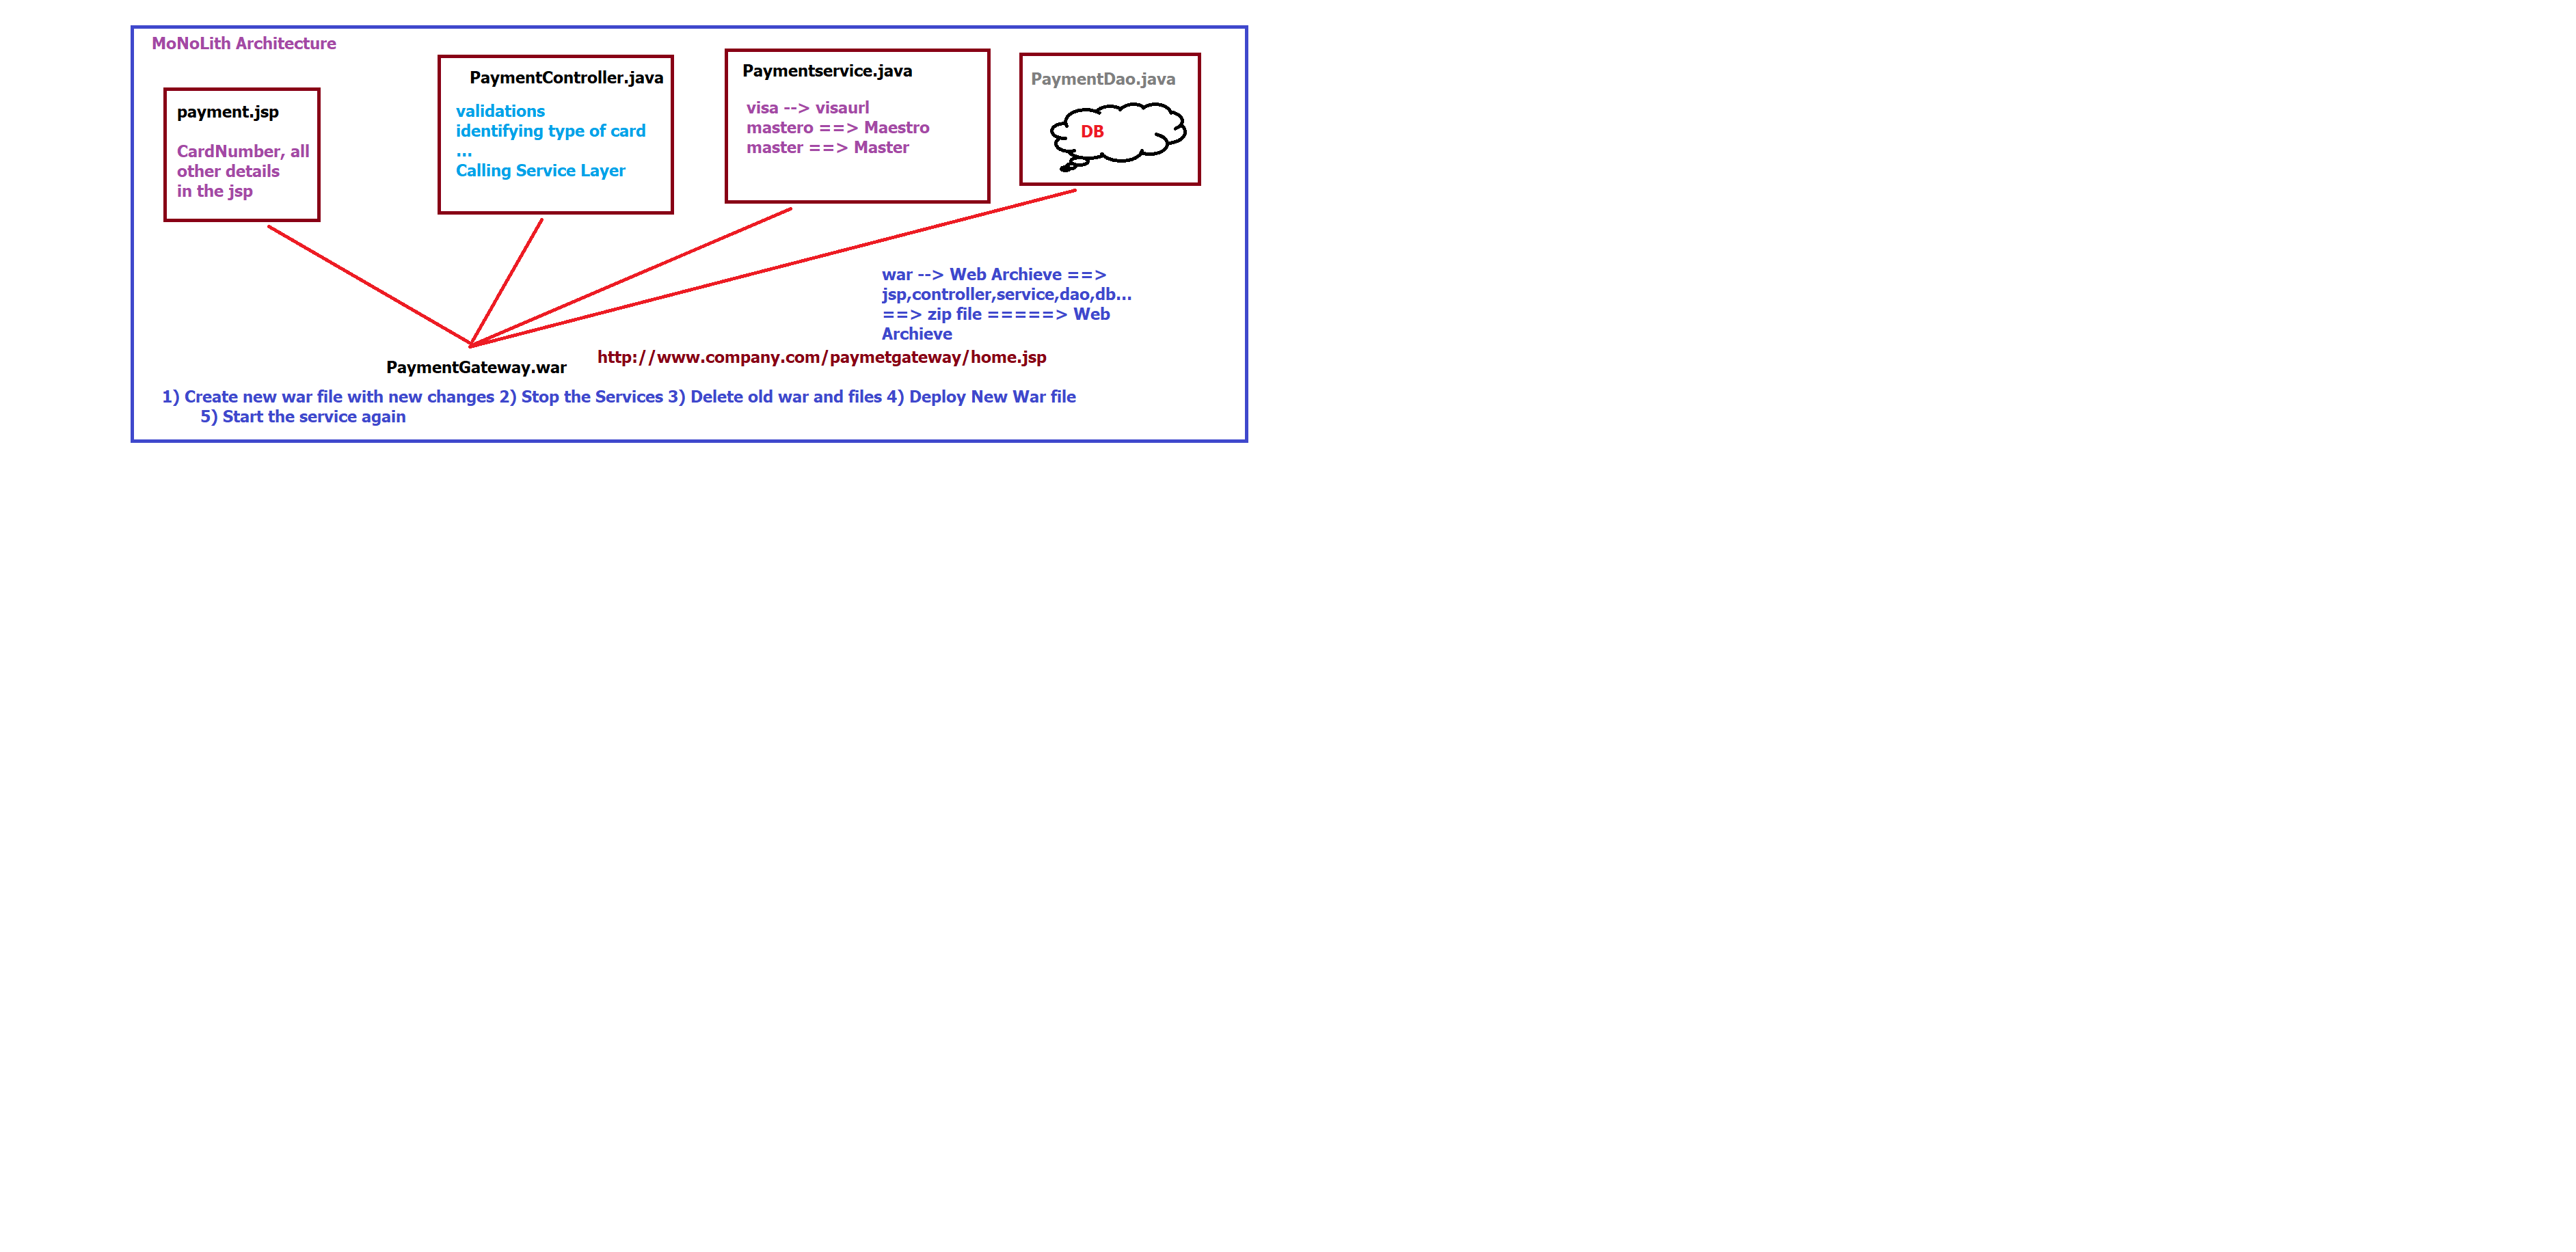 MoNoLith Architecture
payment.jsp
CardNumber, all
other details
in the jsp
PaymentController.java
validations
identifying type of card
...
Calling Service Layer
Paymentservice.java
visa --> visaurl
mastero ==> Maestro
master ==> Master
PaymentDao.java
DB
war --> Web Archieve ==>
jsp,controller,service,dao,db...
==> zip file =====> Web
Archieve
PaymentGateway.war
http://www.company.com/paymetgateway/home.jsp
1) Create new war file with new changes 2) Stop the Services 3) Delete old war and files 4) Deploy New War file
5) Start the service again